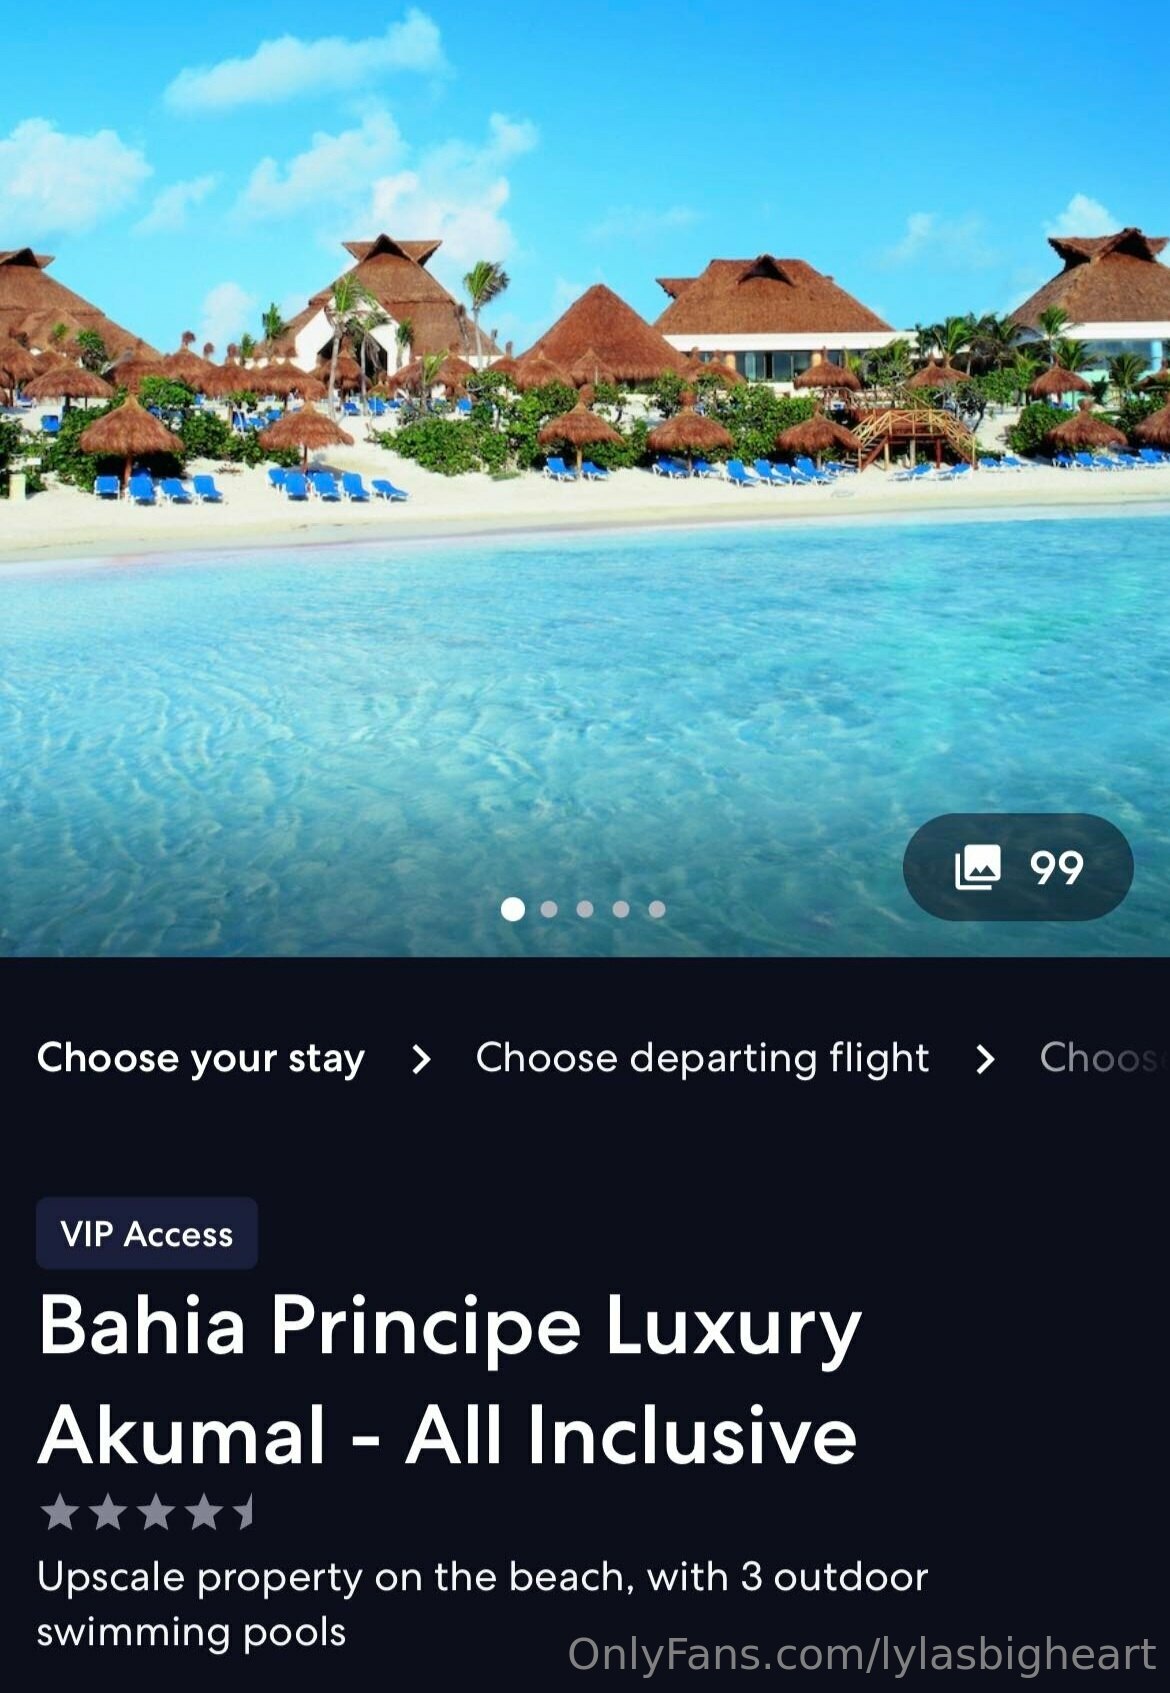 99
Choose your stay > Choose departing flight > Choos
VIP Access
Bahia Principe Luxury
Akumal - All Inclusive
Upscale property on the beach, with 3 outdoor
swimming pools
OnlyFans.com/lylasbigheart